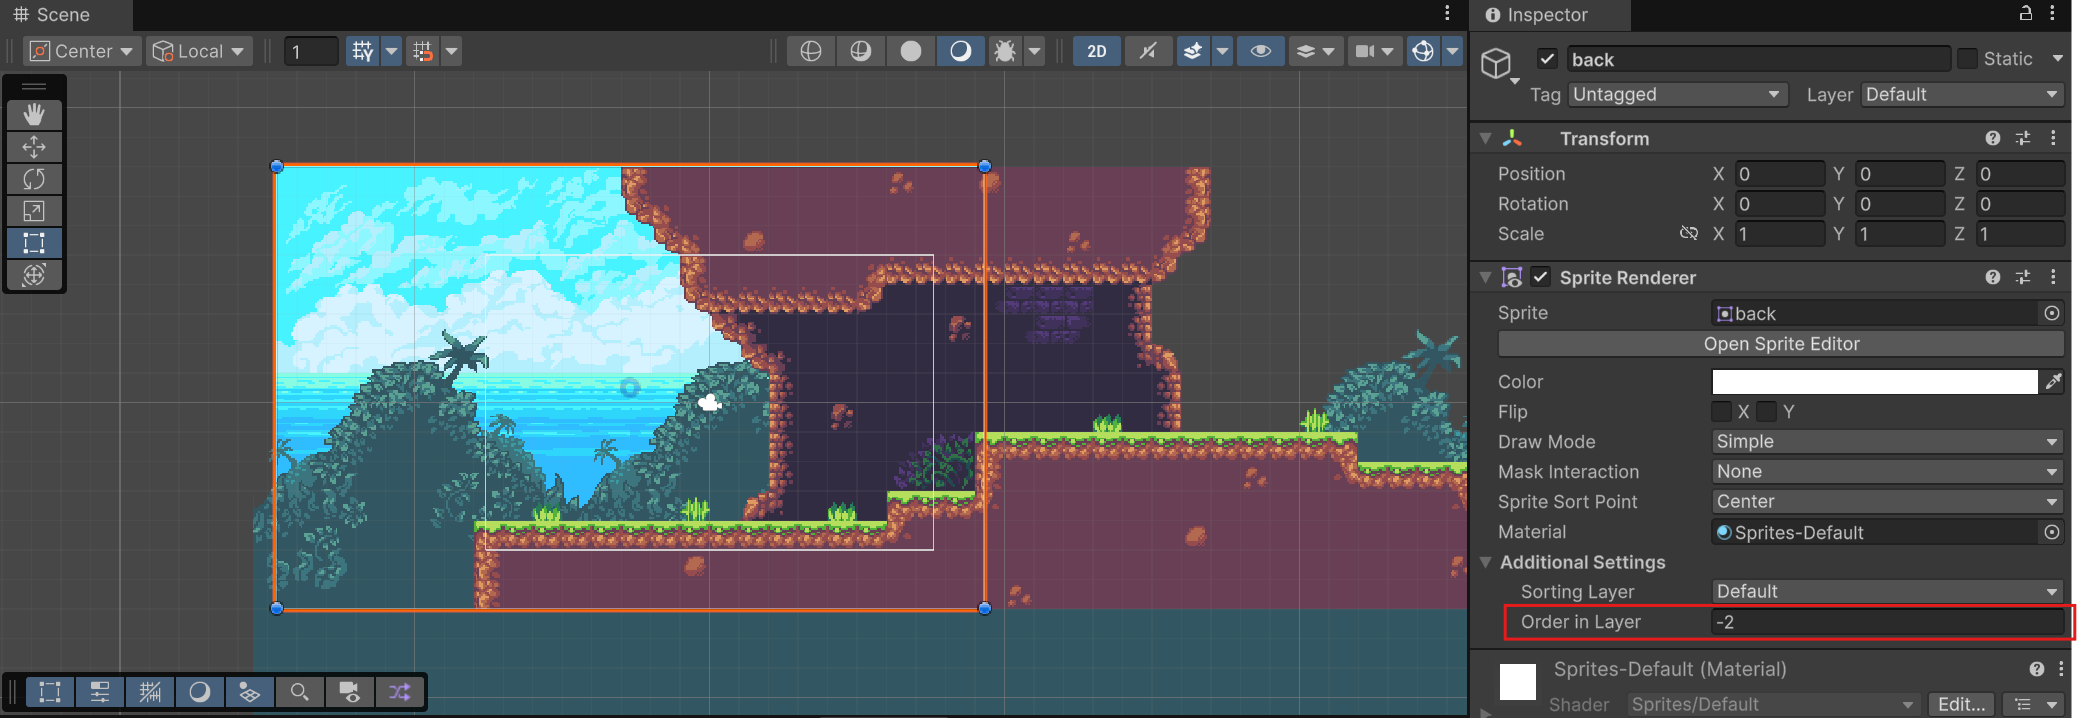 Scene
Inspector
Center
Local
1
2D
back
Static
Tag
Untagged
Layer
Default
Transform
Position X 0 Y 0 Z 0
Rotation X 0 Y 0 Z 0
Scale X 1 Y 1 Z 1
Sprite Renderer
Sprite
back
Open Sprite Editor
Color
Flip X Y
Draw Mode
Simple
Mask Interaction
None
Sprite Sort Point
Center
Material
Sprites-Default
Additional Settings
Sorting Layer
Default
Order in Layer
-2
Sprites-Default (Material)
Shader
Sprites/Default
Edit...